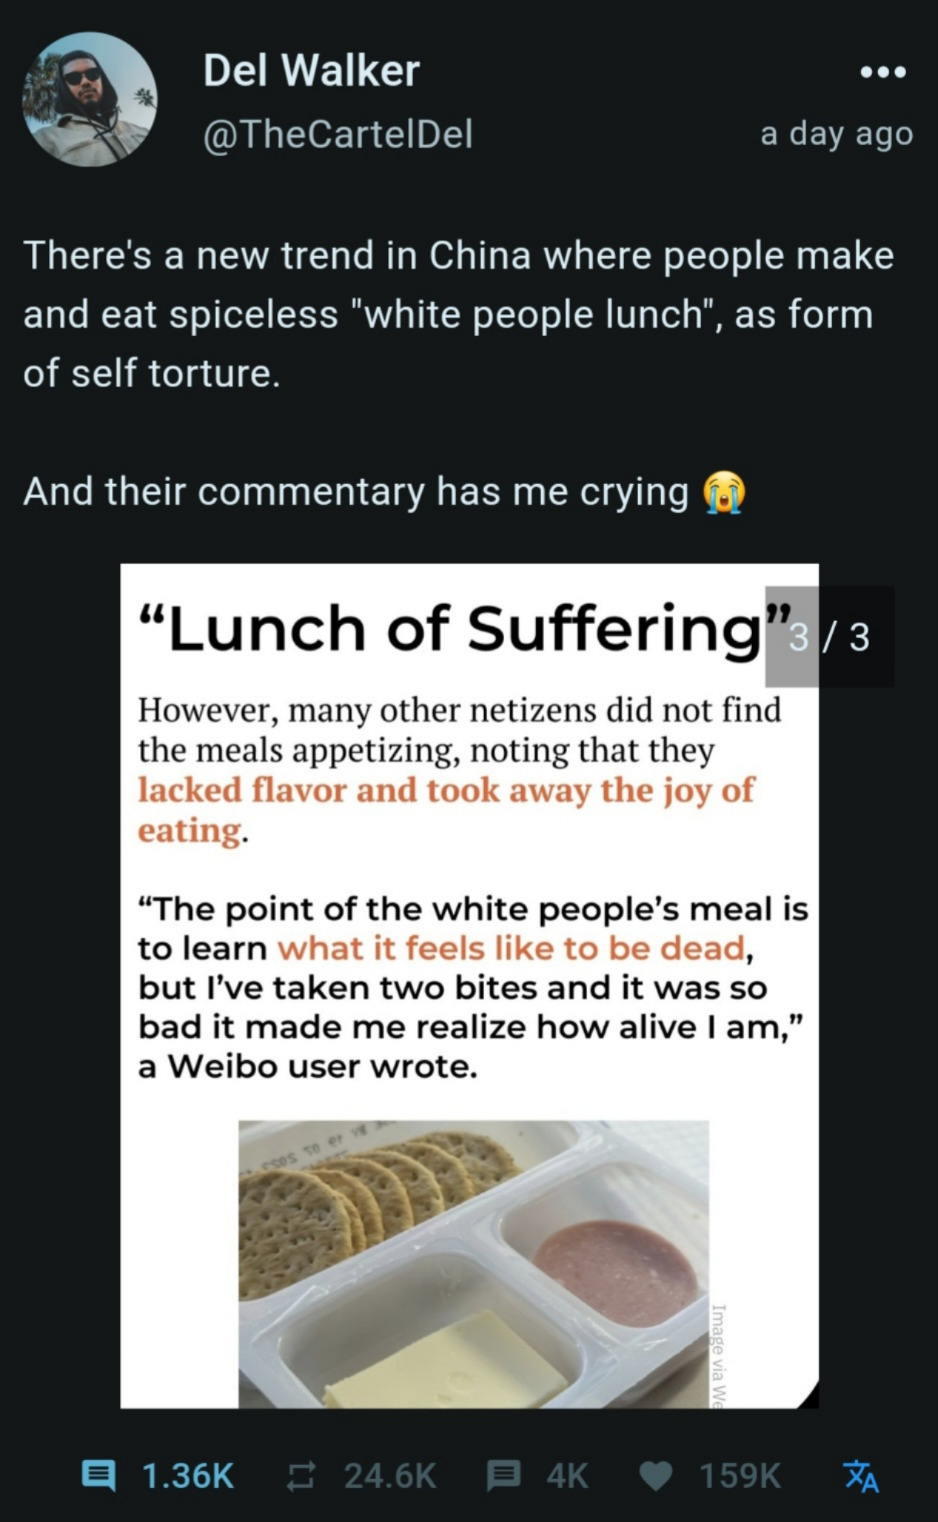 Del Walker
@TheCartelDel
a day ago
There's a new trend in China where people make
and eat spiceless "white people lunch", as form
of self torture.
And their commentary has me crying 😭
“Lunch of Suffering”
3 / 3
However, many other netizens did not find
the meals appetizing, noting that they
lacked flavor and took away the joy of
eating.
“The point of the white people’s meal is
to learn what it feels like to be dead,
but I’ve taken two bites and it was so
bad it made me realize how alive I am,”
a Weibo user wrote.
Image via We
1.36K
24.6K
4K
159K